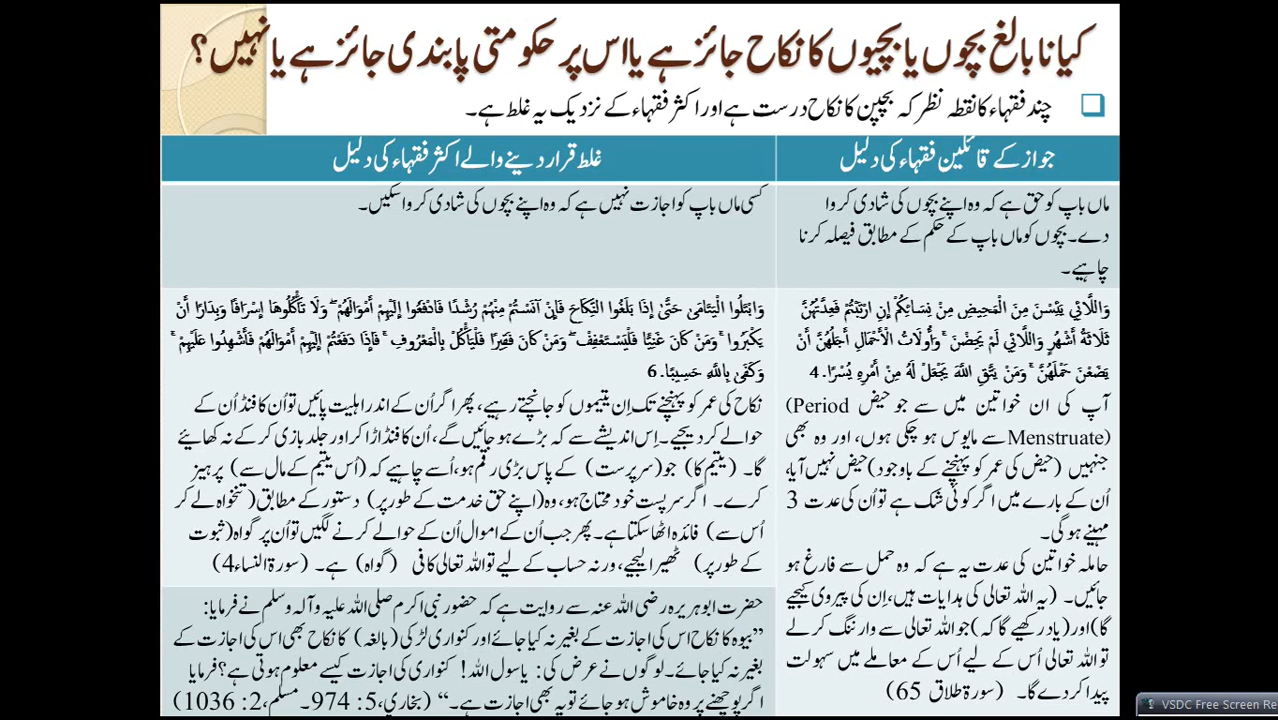 کیا نا بالغ بچوں یا بچیوں کا نکاح جائز ہے یا اس پر حکومتی پابندی جائز ہے یا نہیں؟
چند فقہاء کا نقطہ نظر کہ بچپن کا نکاح درست ہے اور اکثر فقہاء کے نزدیک یہ غلط ہے۔
جواز کے قائلین فقہاء کی دلیل
غلط قرار دینے والے اکثر فقہاء کی دلیل
ماں باپ کو حق ہے کہ وہ اپنے بچوں کی شادی کروا
دے۔ بچوں کو ماں باپ کے حکم کے مطابق فیصلہ کرنا
چاہیے۔
کسی ماں باپ کو اجازت نہیں ہے کہ وہ اپنے بچوں کی شادی کروا سکیں۔
وَاللَّائِي يَئِسْنَ مِنَ الْمَحِيضِ مِنْ نِسَائِكُمْ إِنِ ارْتَبْتُمْ فَعِدَّتُهُنَّ
ثَلَاثَةُ أَشْهُرٍ وَاللَّائِي لَمْ يَحِضْنَ ۚ وَأُولَاتُ الْأَحْمَالِ أَجَلُهُنَّ أَنْ
يَضَعْنَ حَمْلَهُنَّ ۚ وَمَنْ يَتَّقِ اللَّهَ يَجْعَلْ لَهُ مِنْ أَمْرِهِ يُسْرًا۔ 4
آپ کی ان خواتین میں سے جو حیض Period)
Menstruate) سے مایوس ہو چکی ہوں، اور وہ بھی
جنہیں (حیض کی عمر کو پہنچنے کے باوجود) حیض نہیں آیا،
اُن کے بارے میں اگر کوئی شک ہے تو اُن کی عدت 3
مہینے ہو گی۔
حاملہ خواتین کی عدت یہ ہے کہ وہ حمل سے فارغ ہو
جائیں۔ (یہ اللہ تعالی کی ہدایات ہیں، اِن کی پیروی کیجیے
گا) اور (یاد رکھیے گا کہ) جو اللہ تعالی سے وارننگ کرلے
تو اللہ تعالی اُس کے لیے اُس کے معاملے میں سہولت
پیدا کر دے گا۔ (سورۃ طلاق 65)
وَابْتَلُوا الْيَتَامَىٰ حَتَّىٰ إِذَا بَلَغُوا النِّكَاحَ فَإِنْ آنَسْتُمْ مِنْهُمْ رُشْدًا فَادْفَعُوا إِلَيْهِمْ أَمْوَالَهُمْ ۖ وَلَا تَأْكُلُوهَا إِسْرَافًا وَبِدَارًا أَنْ
يَكْبَرُوا ۚ وَمَنْ كَانَ غَنِيًّا فَلْيَسْتَعْفِفْ ۖ وَمَنْ كَانَ فَقِيرًا فَلْيَأْكُلْ بِالْمَعْرُوفِ ۚ فَإِذَا دَفَعْتُمْ إِلَيْهِمْ أَمْوَالَهُمْ فَأَشْهِدُوا عَلَيْهِمْ ۚ
وَكَفَىٰ بِاللَّهِ حَسِيبًا۔ 6
نکاح کی عمر کو پہنچنے تک اِن یتیموں کو جانچتے رہیے، پھر اگر اُن کے اندر اہلیت پائیں تو اُن کا فنڈ اُن کے
حوالے کر دیجیے۔ اِس اندیشے سے کہ بڑے ہو جائیں گے، اُن کا فنڈ اڑا کر اور جلد بازی کر کے نہ کھائیے
گا۔ (یتیم کا) جو (سرپرست) کے پاس بڑی رقم ہو، اُسے چاہیے کہ (اُس یتیم کے مال سے) پرہیز
کرے۔ اگر سرپرست خود محتاج ہو، وہ (اپنے حق خدمت کے طور پر) دستور کے مطابق (تنخواہ لے کر
اُس سے) فائدہ اٹھا سکتا ہے۔ پھر جب اُن کے اموال اُن کے حوالے کرنے لگیں تو اُن پر گواہ (ثبوت
کے طور پر) ٹھہرا لیجیے، ورنہ حساب کے لیے تو اللہ تعالی کافی (گواہ) ہے۔ (سورۃ النساء 4)
حضرت ابوہریرہ رضی اللہ عنہ سے روایت ہے کہ حضور نبی اکرم صلی اللہ علیہ وآلہ وسلم نے فرمایا:
”بیوہ کا نکاح اس کی اجازت کے بغیر نہ کیا جائے اور کنواری لڑکی (بالغہ) کا نکاح بھی اس کی اجازت کے
بغیر نہ کیا جائے۔ لوگوں نے عرض کی: یا سول اللہ! کنواری کی اجازت کیسے معلوم ہوتی ہے؟ فرمایا
اگر پوچھنے پر وہ خاموش ہو جائے تو یہ بھی اجازت ہے۔“ (بخاری، 5: 974۔ مسلم، 2: 1036)
VSDC Free Screen Re